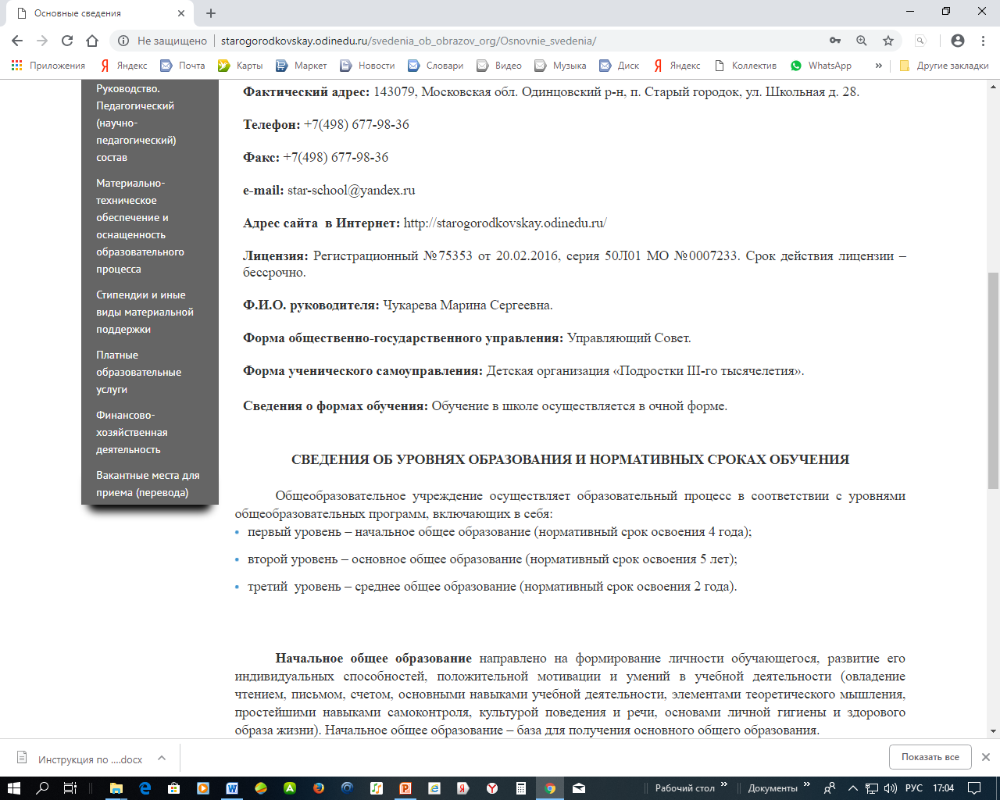 Основные сведения
Не защищено
starogorodkovskay.odinedu.ru/svedenia_ob_obrazov_org/Osnovnie_svedenia/
Приложения Яндекс Почта Карты Маркет Новости Словари Видео Музыка Диск Яндекс Коллектив WhatsApp » Другие закладки
Руководство.
Педагогический
(научно-
педагогический)
состав
Материально-
техническое
обеспечение и
оснащенность
образовательного
процесса
Стипендии и иные
виды материальной
поддержки
Платные
образовательные
услуги
Финансово-
хозяйственная
деятельность
Вакантные места для
приема (перевода)
Фактический адрес: 143079, Московская обл. Одинцовский р-н, п. Старый городок, ул. Школьная д. 28.
Телефон: +7(498) 677-98-36
Факс: +7(498) 677-98-36
e-mail: star-school@yandex.ru
Адрес сайта  в Интернет: http://starogorodkovskay.odinedu.ru/
Лицензия: Регистрационный №75353 от 20.02.2016, серия 50Л01 МО №0007233. Срок действия лицензии –
бессрочно.
Ф.И.О. руководителя: Чукарева Марина Сергеевна.
Форма общественно-государственного управления: Управляющий Совет.
Форма ученического самоуправления: Детская организация «Подростки III-го тысячелетия».
Сведения о формах обучения: Обучение в школе осуществляется в очной форме.
СВЕДЕНИЯ ОБ УРОВНЯХ ОБРАЗОВАНИЯ И НОРМАТИВНЫХ СРОКАХ ОБУЧЕНИЯ
Общеобразовательное учреждение осуществляет образовательный процесс в соответствии с уровнями
общеобразовательных программ, включающих в себя:
• первый уровень – начальное общее образование (нормативный срок освоения 4 года);
• второй уровень – основное общее образование (нормативный срок освоения 5 лет);
• третий  уровень – среднее общее образование (нормативный срок освоения 2 года).
Начальное общее образование направлено на формирование личности обучающегося, развитие его
индивидуальных способностей, положительной мотивации и умений в учебной деятельности (овладение
чтением, письмом, счетом, основными навыками учебной деятельности, элементами теоретического мышления,
простейшими навыками самоконтроля, культурой поведения и речи, основами личной гигиены и здорового
образа жизни). Начальное общее образование – база для получения основного общего образования.
Инструкция по ....docx
Показать все
Рабочий стол » Документы » РУС 17:04